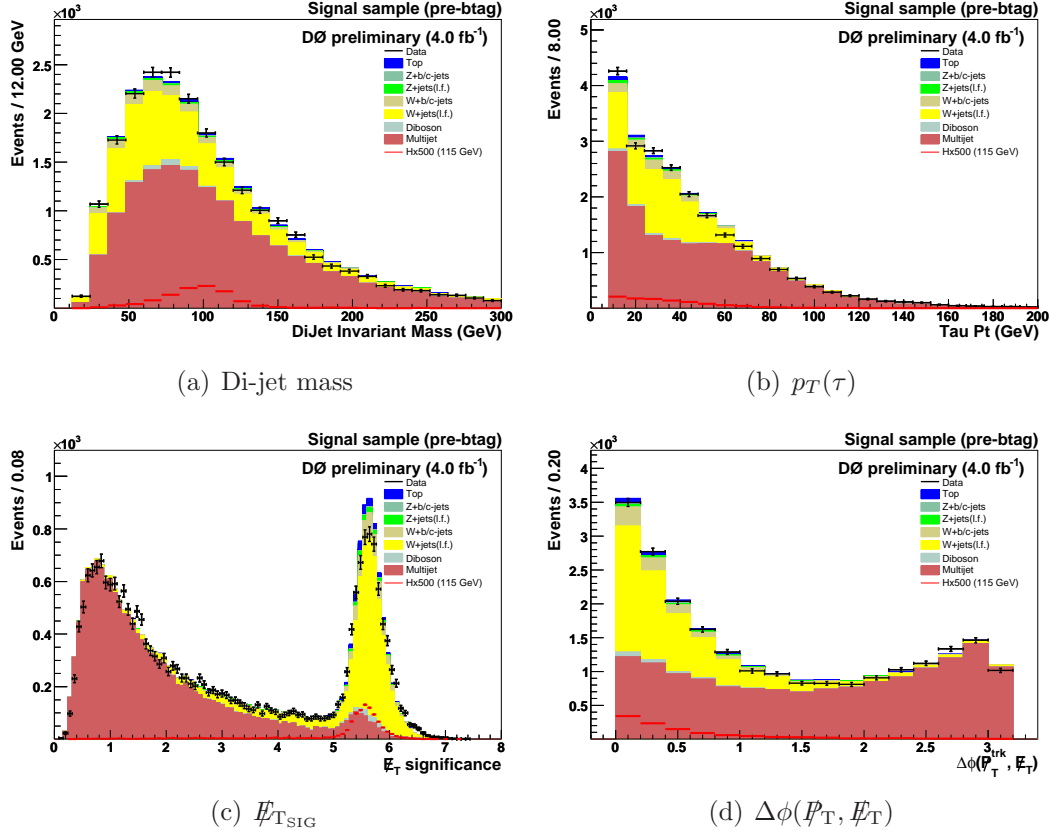 Signal sample (pre-btag)
×10³
Events / 12.00 GeV
DØ preliminary (4.0 fb⁻¹)
Data
Top
Z+b/c-jets
Z+jets(l.f.)
W+b/c-jets
W+jets(l.f.)
Diboson
Multijet
Hx500 (115 GeV)
2.5
2
1.5
1
0.5
0 50 100 150 200 250 300
DiJet Invariant Mass (GeV)
(a) Di-jet mass
Signal sample (pre-btag)
×10³
Events / 8.00
DØ preliminary (4.0 fb⁻¹)
Data
Top
Z+b/c-jets
Z+jets(l.f.)
W+b/c-jets
W+jets(l.f.)
Diboson
Multijet
Hx500 (115 GeV)
5
4
3
2
1
0 20 40 60 80 100 120 140 160 180 200
Tau Pt (GeV)
(b) p_T(τ)
Signal sample (pre-btag)
×10³
Events / 0.08
DØ preliminary (4.0 fb⁻¹)
Data
Top
Z+b/c-jets
Z+jets(l.f.)
W+b/c-jets
W+jets(l.f.)
Diboson
Multijet
Hx500 (115 GeV)
1
0.8
0.6
0.4
0.2
0 1 2 3 4 5 6 7 8
E̸_T significance
(c) E̸_T_SIG
Signal sample (pre-btag)
×10³
Events / 0.20
DØ preliminary (4.0 fb⁻¹)
Data
Top
Z+b/c-jets
Z+jets(l.f.)
W+b/c-jets
W+jets(l.f.)
Diboson
Multijet
Hx500 (115 GeV)
4
3.5
3
2.5
2
1.5
1
0.5
0 0.5 1 1.5 2 2.5 3
Δϕ(P̸_T^trk, E̸_T)
(d) Δϕ(P̸_T, E̸_T)